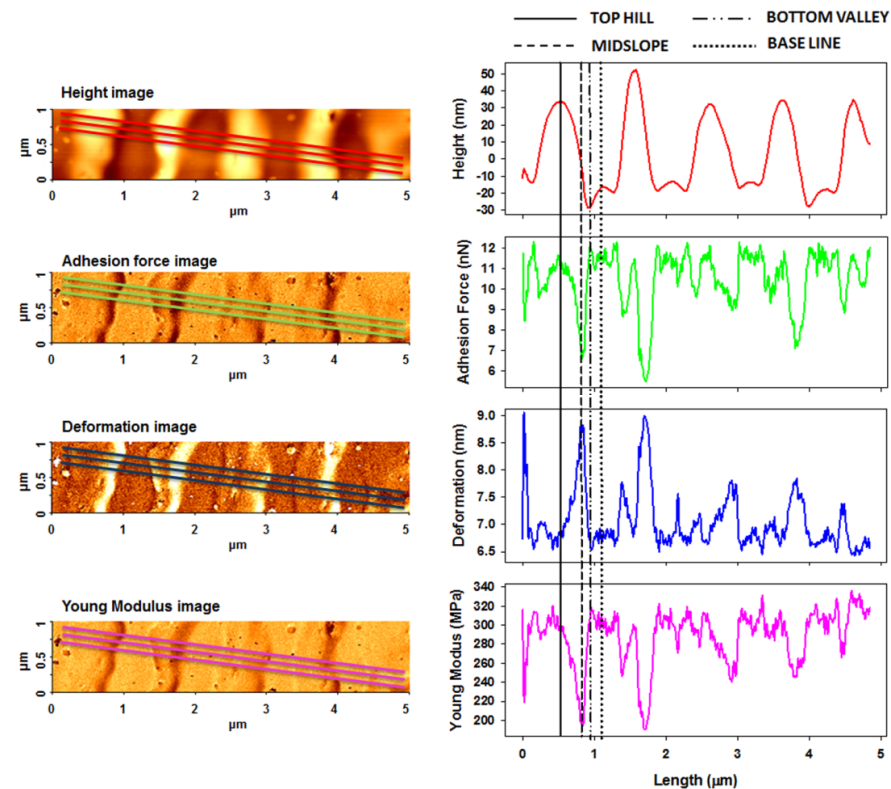 TOP HILL
BOTTOM VALLEY
MIDSLOPE
BASE LINE
Height image
1
0.5
0
µm
0 1 2 3 4 5
µm
Adhesion force image
1
0.5
0
µm
0 1 2 3 4 5
µm
Deformation image
1
0.5
0
µm
0 1 2 3 4 5
µm
Young Modulus image
1
0.5
0
µm
0 1 2 3 4 5
µm
Height (nm)
50
40
30
20
10
0
-10
-20
-30
Adhesion Force (nN)
12
11
10
9
8
7
6
Deformation (nm)
9.0
8.5
8.0
7.5
7.0
6.5
Young Modus (MPa)
340
320
300
280
260
240
220
200
0 1 2 3 4 5
Length (µm)